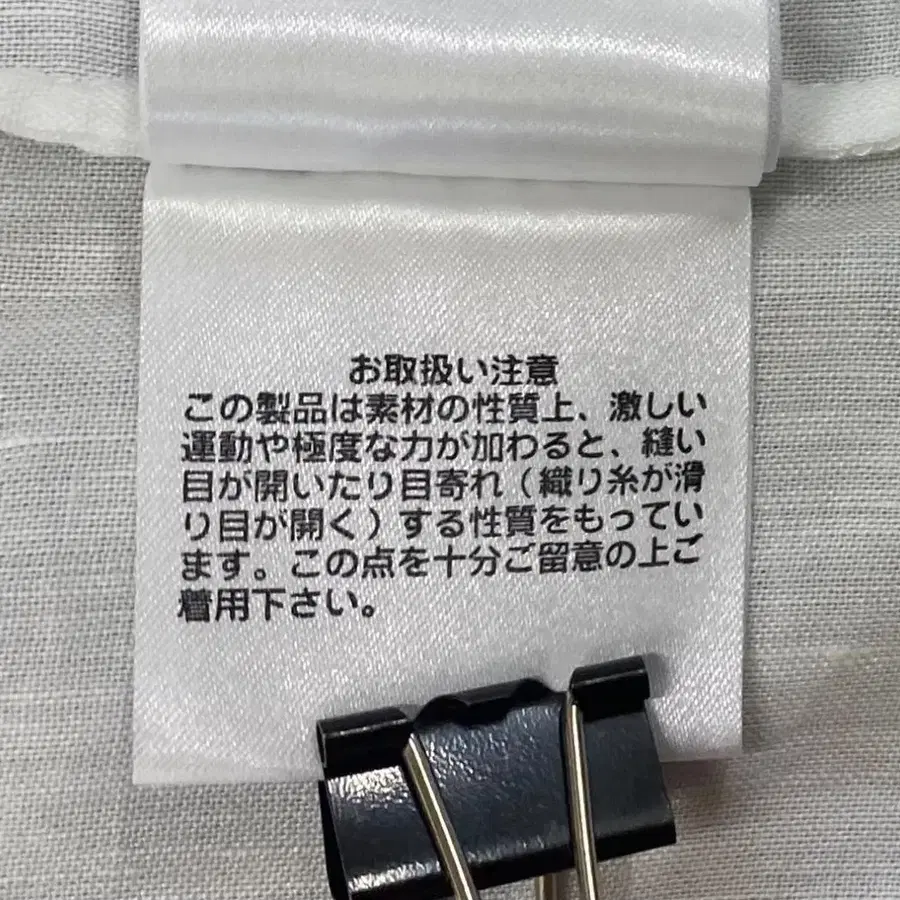 お取扱い注意
この製品は素材の性質上、激しい
運動や極度な力が加わると、縫い
目が開いたり目寄れ（織り糸が滑
り目が開く）する性質をもってい
ます。この点を十分ご留意の上ご
着用下さい。